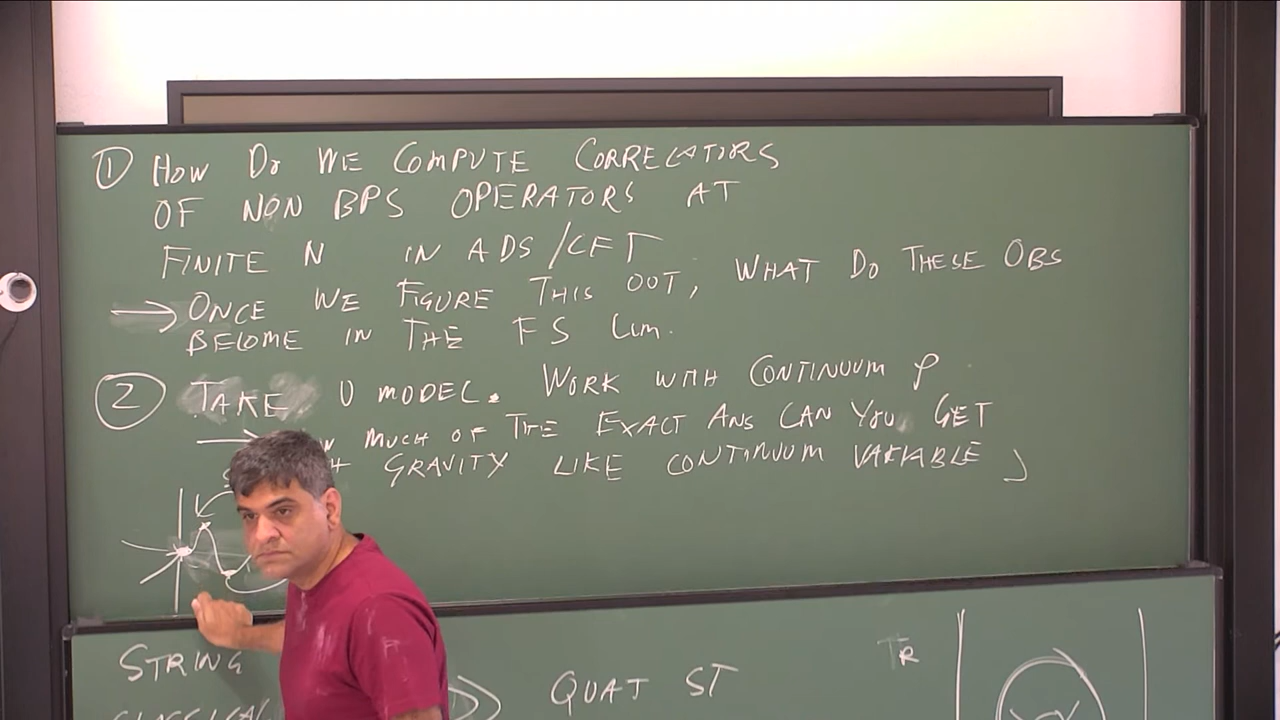 ① HOW DO WE COMPUTE CORRELATORS
OF NON BPS OPERATORS AT
FINITE N IN ADS/CFT
→ ONCE WE FIGURE THIS OUT, WHAT DO THESE OBS
BECOME IN THE FS LIM.
② TAKE U MODEL. WORK WITH CONTINUUM ρ
MUCH OF THE EXACT ANS CAN YOU GET
GRAVITY LIKE CONTINUUM VARIABLE
STRING
QUAT ST
TR
CLASSICAL